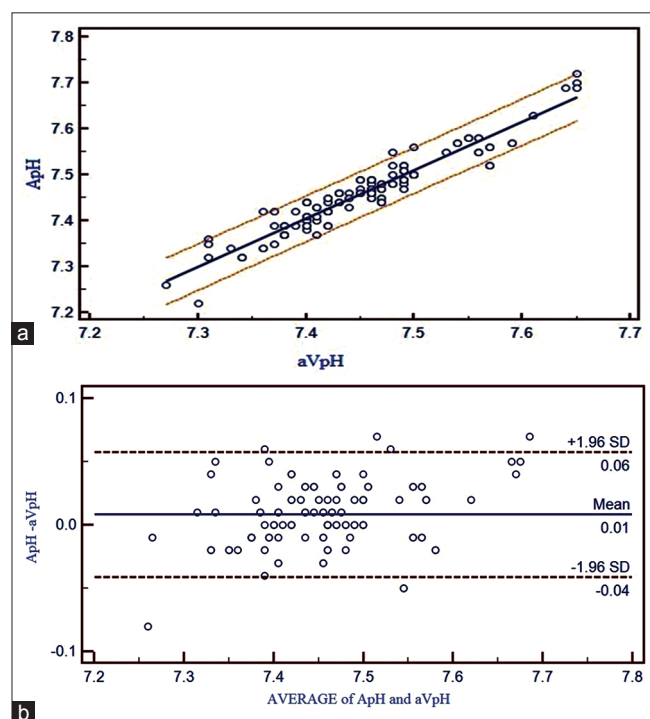 7.8
7.7
7.6
7.5
7.4
7.3
7.2
ApH
7.2 7.3 7.4 7.5 7.6 7.7
aVpH
a
0.1
0.0
-0.1
ApH -aVpH
+1.96 SD
0.06
Mean
0.01
-1.96 SD
-0.04
7.2 7.3 7.4 7.5 7.6 7.7 7.8
AVERAGE of ApH and aVpH
b